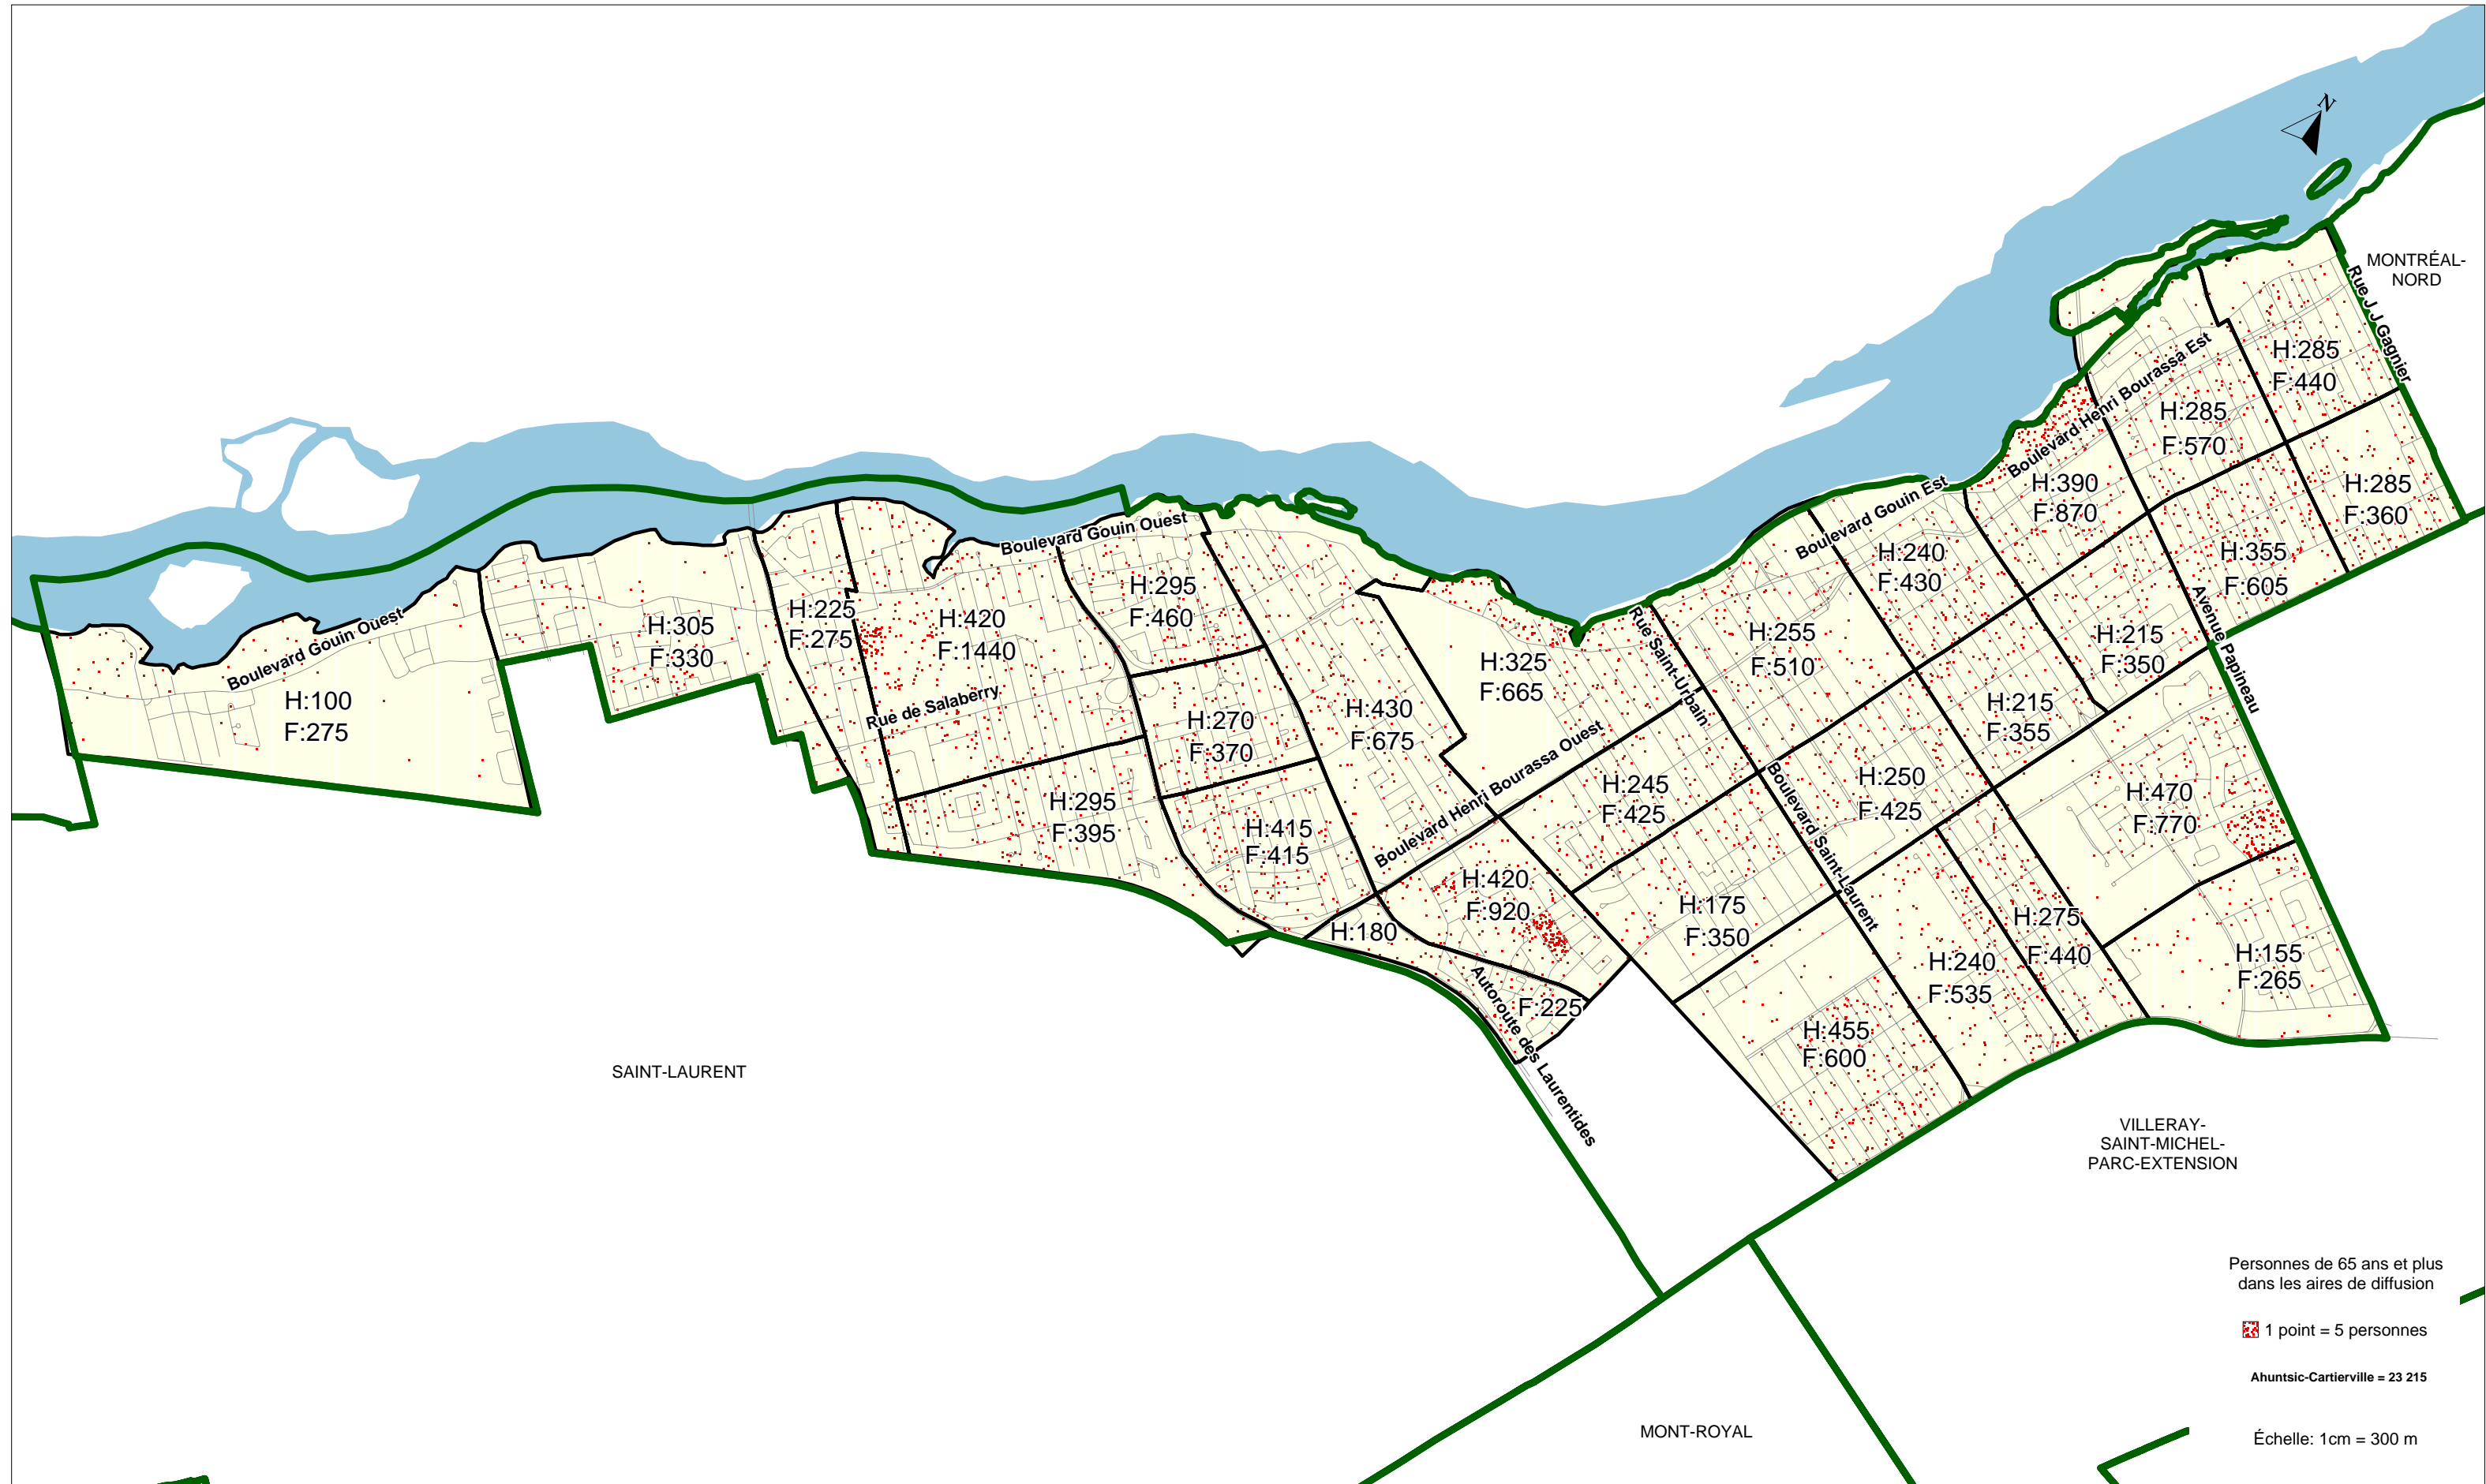 N
MONTRÉAL-
NORD
Rue J J Gagnier
H:285
F:440
Boulevard Henri Bourassa Est
H:285
F:570
H:390
F:870
H:285
F:360
Boulevard Gouin Est
H:240
F:430
H:355
F:605
Avenue Papineau
H:215
F:350
Boulevard Gouin Ouest
H:295
F:460
H:225
F:275
H:420
F:1440
H:305
F:330
Boulevard Gouin Ouest
H:100
F:275
Rue de Salaberry
H:270
F:370
H:430
F:675
H:325
F:665
Rue Saint-Urbain
H:255
F:510
H:215
F:355
H:295
F:395
H:415
F:415
Boulevard Henri Bourassa Ouest
H:245
F:425
Boulevard Saint-Laurent
H:250
F:425
H:470
F:770
H:180
H:420
F:920
H:175
F:350
H:275
F:440
H:240
F:535
H:155
F:265
Autoroute des Laurentides
F:225
H:455
F:600
SAINT-LAURENT
VILLERAY-
SAINT-MICHEL-
PARC-EXTENSION
MONT-ROYAL
Personnes de 65 ans et plus
dans les aires de diffusion
1 point = 5 personnes
Ahuntsic-Cartierville = 23 215
Échelle: 1cm = 300 m